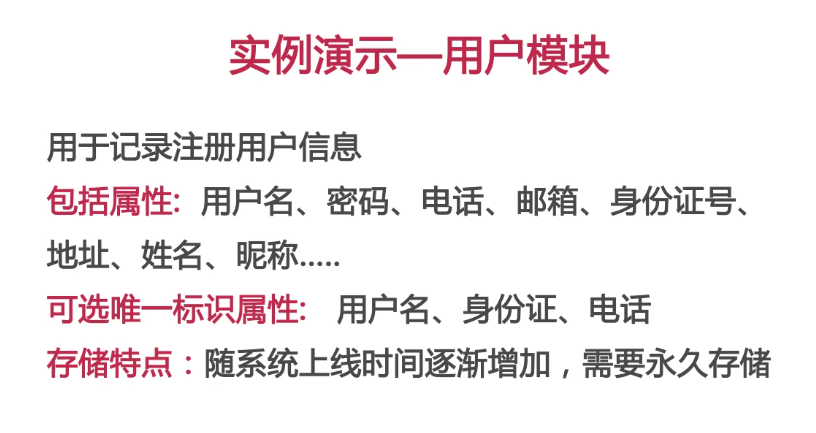 实例演示—用户模块
用于记录注册用户信息
包括属性:  用户名、密码、电话、邮箱、身份证号、
地址、姓名、昵称.....
可选唯一标识属性:   用户名、身份证、电话
存储特点：随系统上线时间逐渐增加，需要永久存储